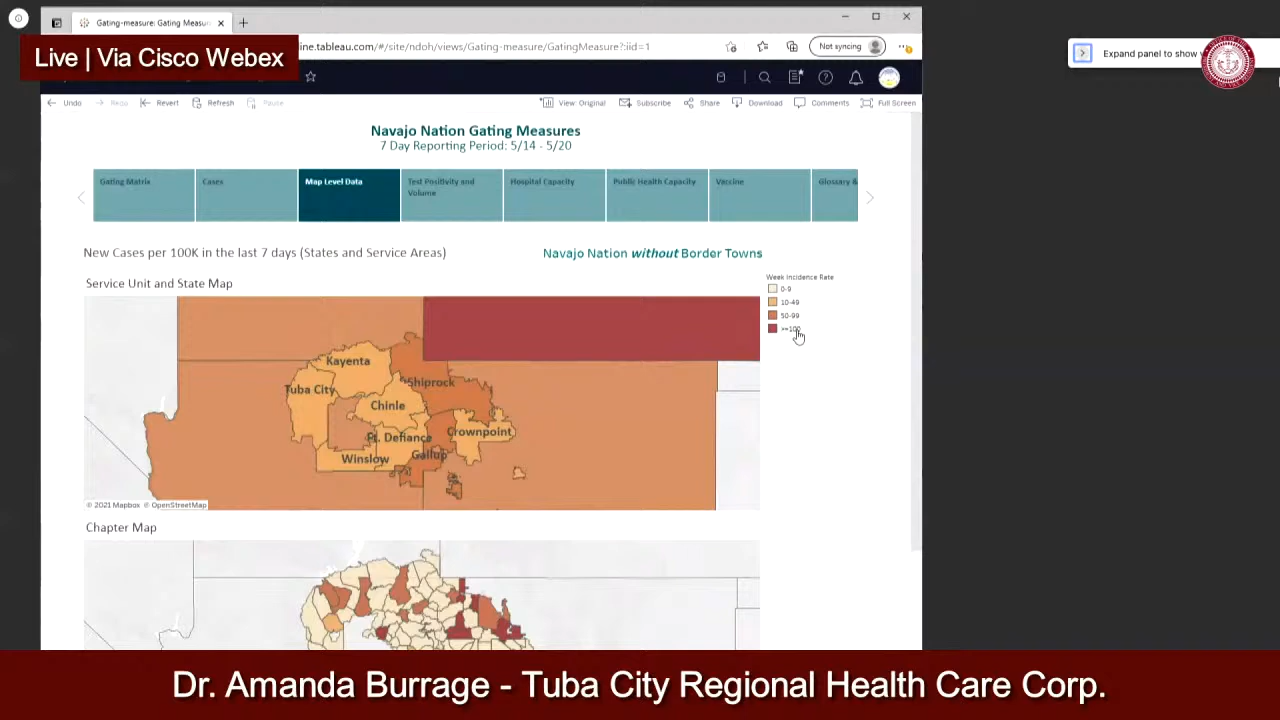 Gating-measure: Gating Measur
ine.tableau.com/#/site/ndoh/views/Gating-measure/GatingMeasure?:iid=1
Not syncing
Live | Via Cisco Webex
Expand panel to show
Undo
Redo
Revert
Refresh
Pause
View: Original
Subscribe
Share
Download
Comments
Full Screen
Navajo Nation Gating Measures
7 Day Reporting Period: 5/14 - 5/20
Gating Matrix
Cases
Map Level Data
Test Positivity and
Volume
Hospital Capacity
Public Health Capacity
Vaccine
Glossary &
New Cases per 100K in the last 7 days (States and Service Areas)
Navajo Nation without Border Towns
Week Incidence Rate
0-9
10-49
50-99
>=100
Service Unit and State Map
Kayenta
Tuba City
Shiprock
Chinle
Ft. Defiance
Crownpoint
Gallup
Winslow
© 2021 Mapbox © OpenStreetMap
Chapter Map
Dr. Amanda Burrage - Tuba City Regional Health Care Corp.